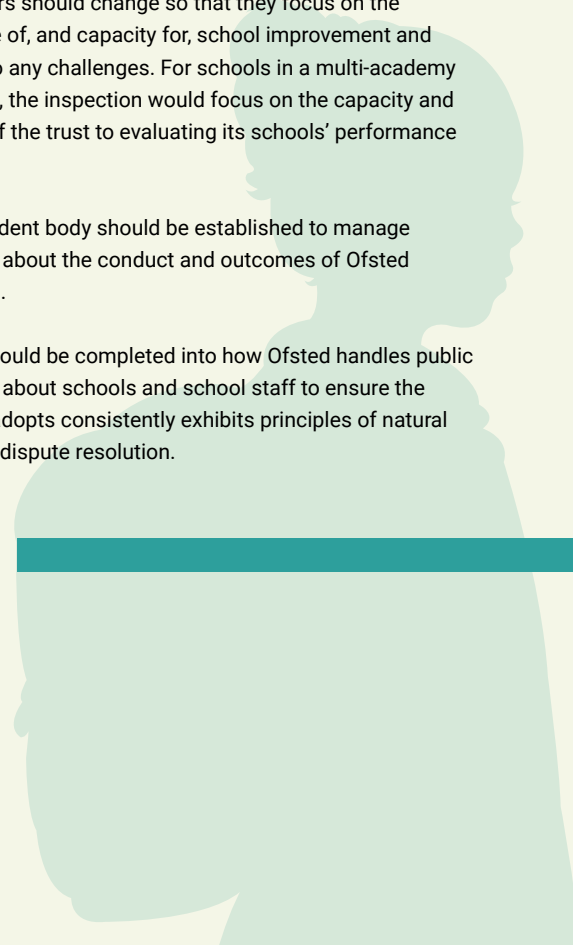 rs should change so that they focus on the
e of, and capacity for, school improvement and
o any challenges. For schools in a multi-academy
, the inspection would focus on the capacity and
f the trust to evaluating its schools’ performance
dent body should be established to manage
about the conduct and outcomes of Ofsted
.
ould be completed into how Ofsted handles public
about schools and school staff to ensure the
dopts consistently exhibits principles of natural
dispute resolution.